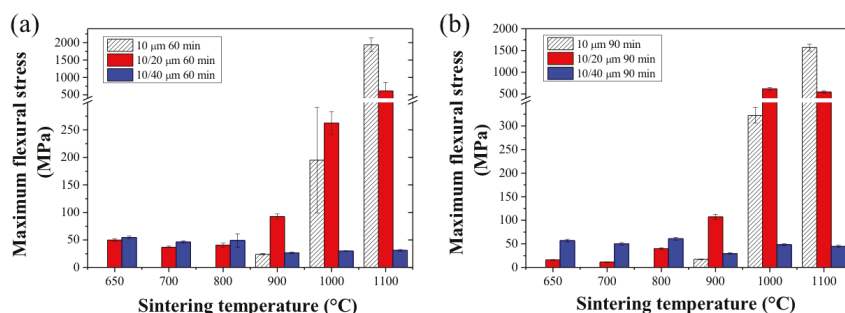 (a)
Maximum flexural stress
(MPa)
2000
1500
1000
500
250
200
150
100
50
0
10 μm 60 min
10/20 μm 60 min
10/40 μm 60 min
650 700 800 900 1000 1100
Sintering temperature (°C)
(b)
Maximum flexural stress
(MPa)
2000
1500
1000
500
300
250
200
150
100
50
0
10 μm 90 min
10/20 μm 90 min
10/40 μm 90 min
650 700 800 900 1000 1100
Sintering temperature (°C)